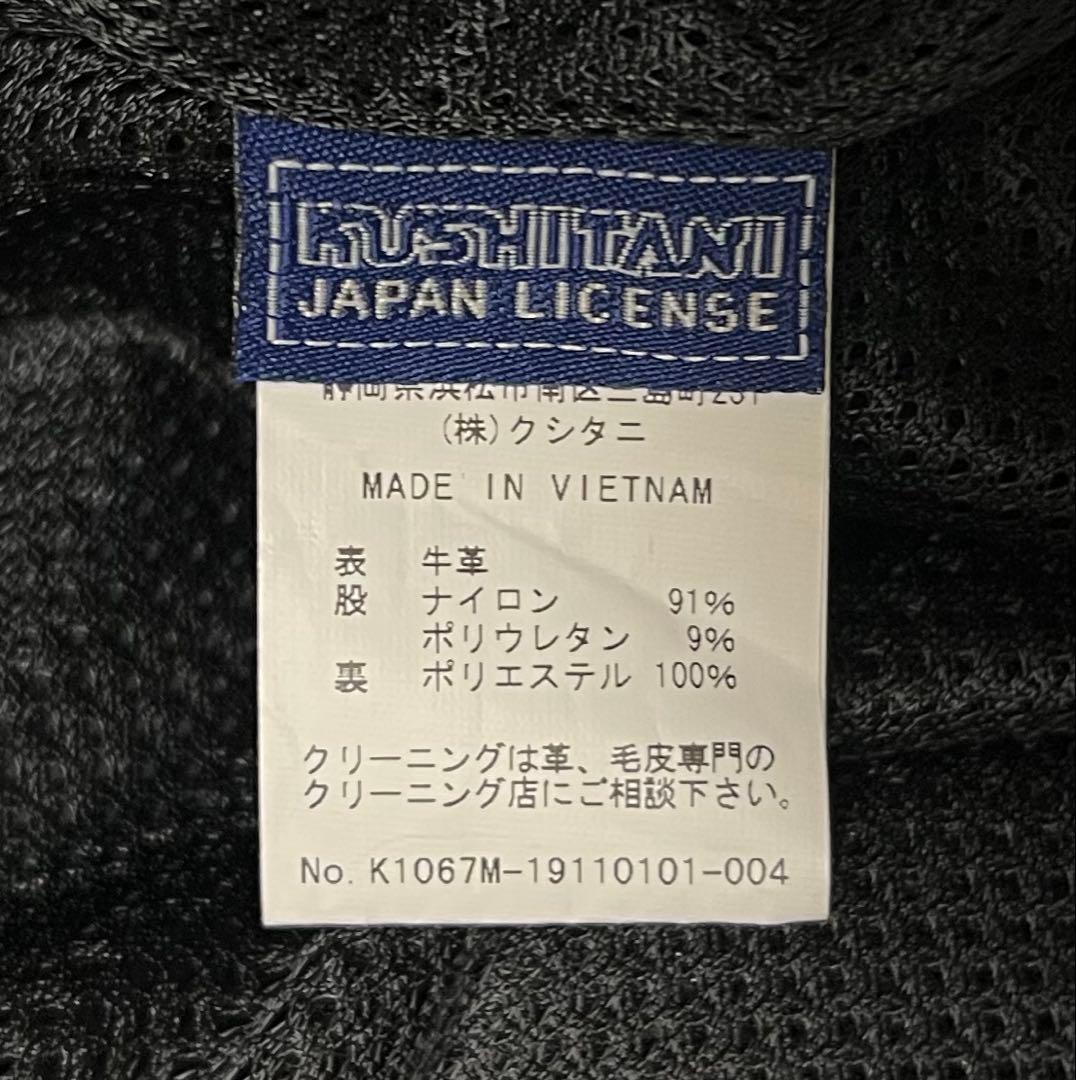 KUSHITANI
JAPAN LICENSE
静岡県浜松市南区三島町231
(株)クシタニ
MADE IN VIETNAM
表 牛革
股 ナイロン 91%
ポリウレタン 9%
裏 ポリエステル 100%
クリーニングは革、毛皮専門の
クリーニング店にご相談下さい。
No. K1067M-19110101-004